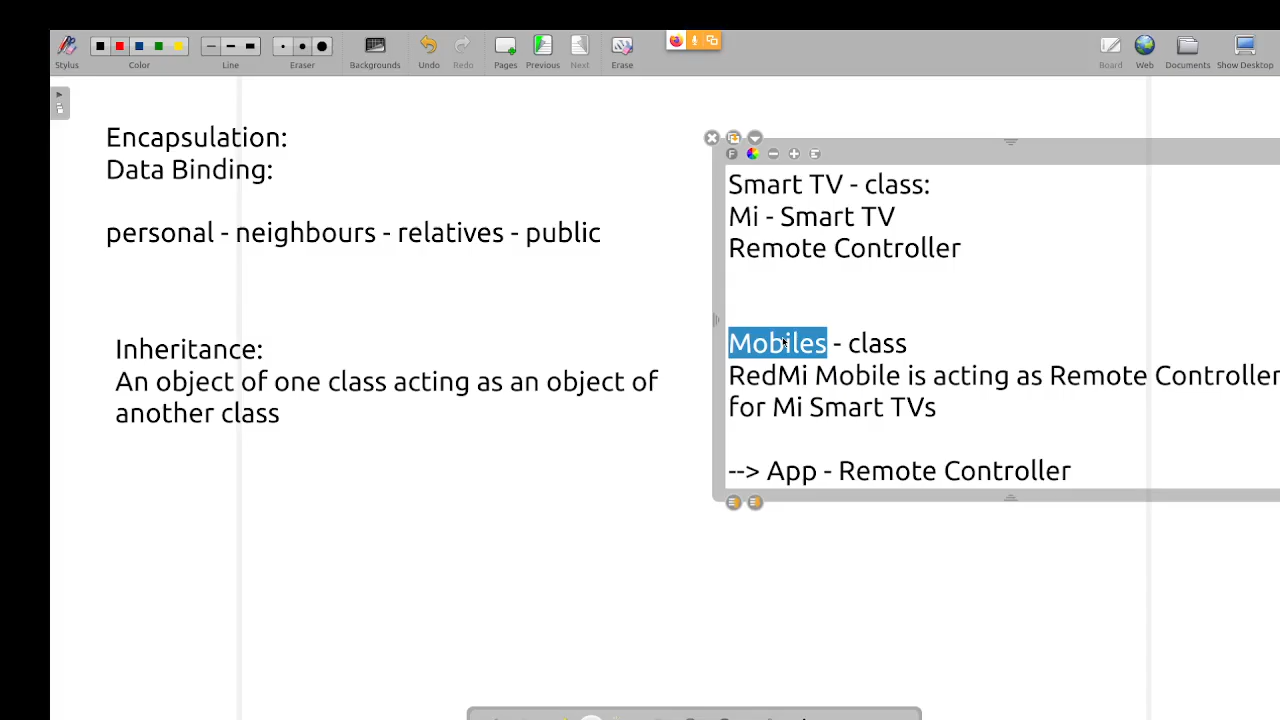 Stylus
Color
Line
Eraser
Backgrounds
Undo
Redo
Pages
Previous
Next
Erase
Board
Web
Documents
Show Desktop
Encapsulation:
Data Binding:
personal - neighbours - relatives - public
Inheritance:
An object of one class acting as an object of
another class
Smart TV - class:
Mi - Smart TV
Remote Controller
Mobiles - class
RedMi Mobile is acting as Remote Controller
for Mi Smart TVs
--> App - Remote Controller